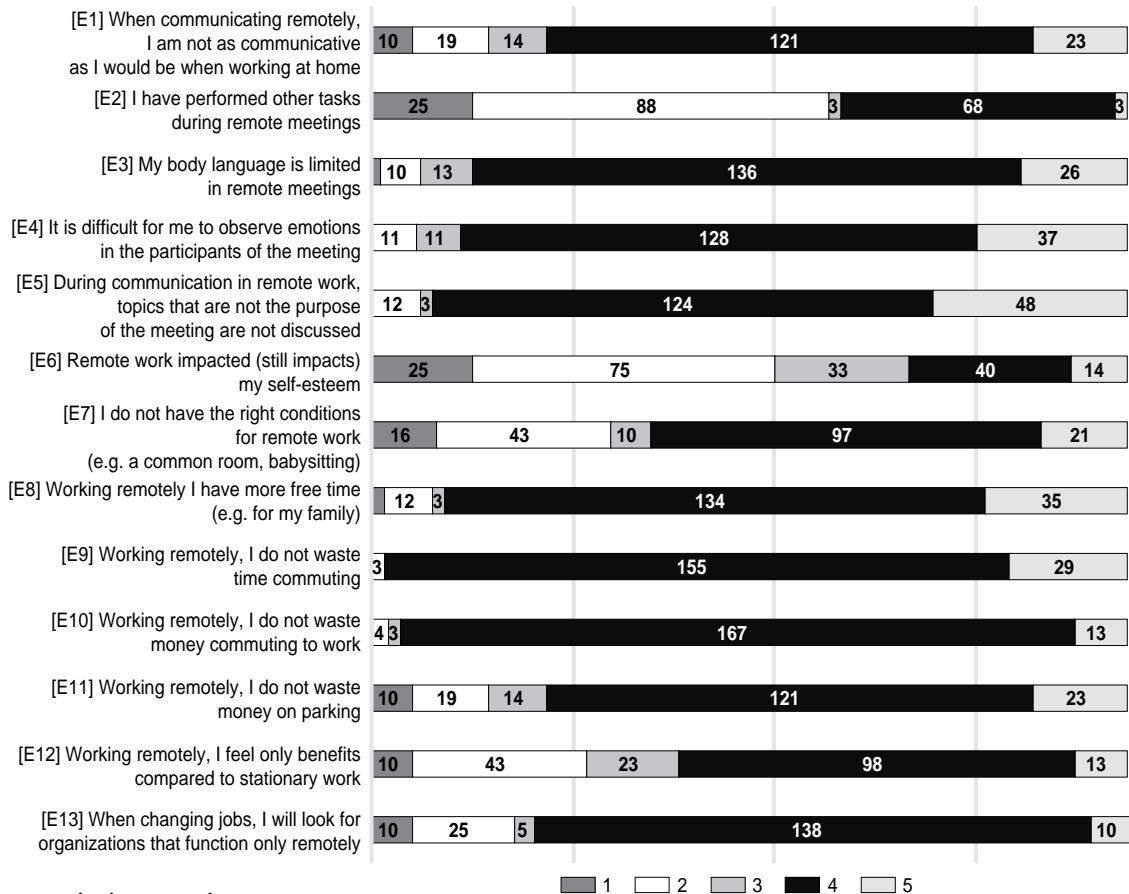 [E1] When communicating remotely,
I am not as communicative
as I would be when working at home
10 19 14 121 23
[E2] I have performed other tasks
during remote meetings
25 88 3 68 3
[E3] My body language is limited
in remote meetings
10 13 136 26
[E4] It is difficult for me to observe emotions
in the participants of the meeting
11 11 128 37
[E5] During communication in remote work,
topics that are not the purpose
of the meeting are not discussed
12 3 124 48
[E6] Remote work impacted (still impacts)
my self-esteem
25 75 33 40 14
[E7] I do not have the right conditions
for remote work
(e.g. a common room, babysitting)
16 43 10 97 21
[E8] Working remotely I have more free time
(e.g. for my family)
12 3 134 35
[E9] Working remotely, I do not waste
time commuting
3 155 29
[E10] Working remotely, I do not waste
money commuting to work
4 3 167 13
[E11] Working remotely, I do not waste
money on parking
10 19 14 121 23
[E12] Working remotely, I feel only benefits
compared to stationary work
10 43 23 98 13
[E13] When changing jobs, I will look for
organizations that function only remotely
10 25 5 138 10
1 2 3 4 5